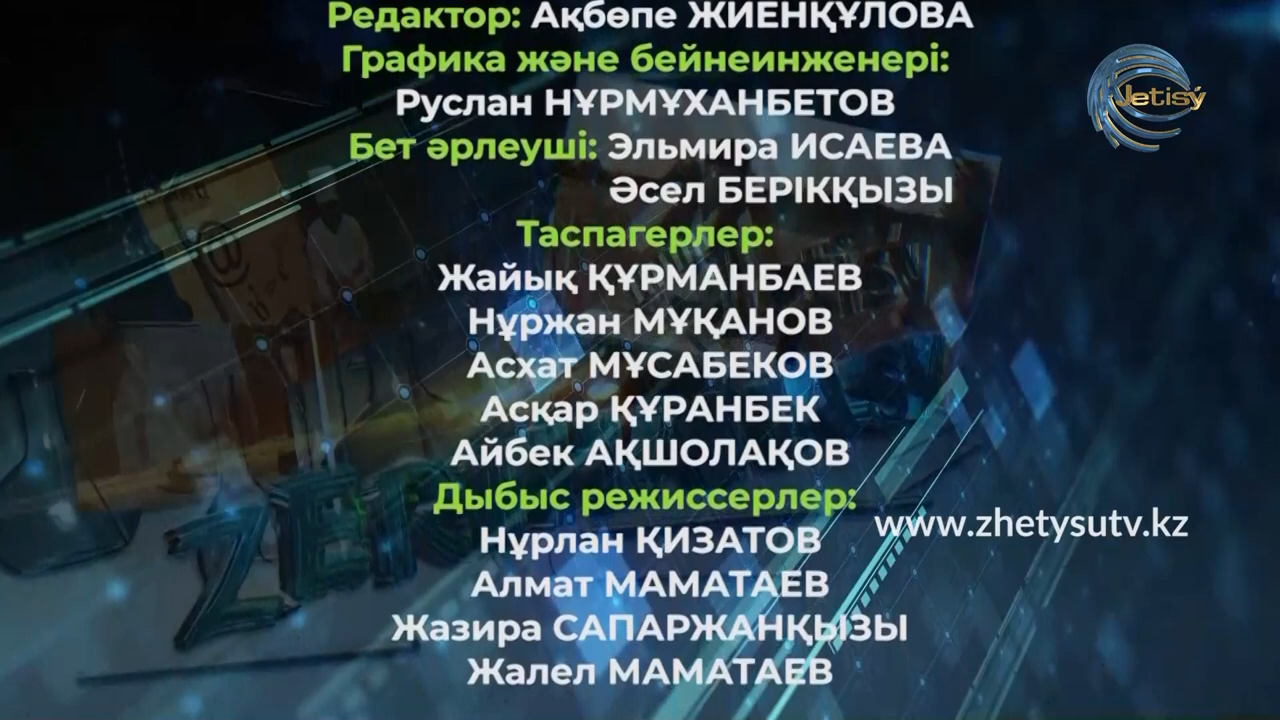 Редактор: Ақбөпе ЖИЕНҚҰЛОВА
Графика және бейнеинженері:
Jetisý
Руслан НҰРМҰХАНБЕТОВ
Бет әрлеуші: Эльмира ИСАЕВА
Әсел БЕРІКҚЫЗЫ
Таспагерлер:
Жайық ҚҰРМАНБАЕВ
Нұржан МҰҚАНОВ
Асхат МҰСАБЕКОВ
Асқар ҚҰРАНБЕК
Айбек АҚШОЛАҚОВ
Дыбыс режиссерлер:
www.zhetysutv.kz
Нұрлан ҚИЗАТОВ
Алмат МАМАТАЕВ
Жазира САПАРЖАНҚЫЗЫ
Жалел МАМАТАЕВ